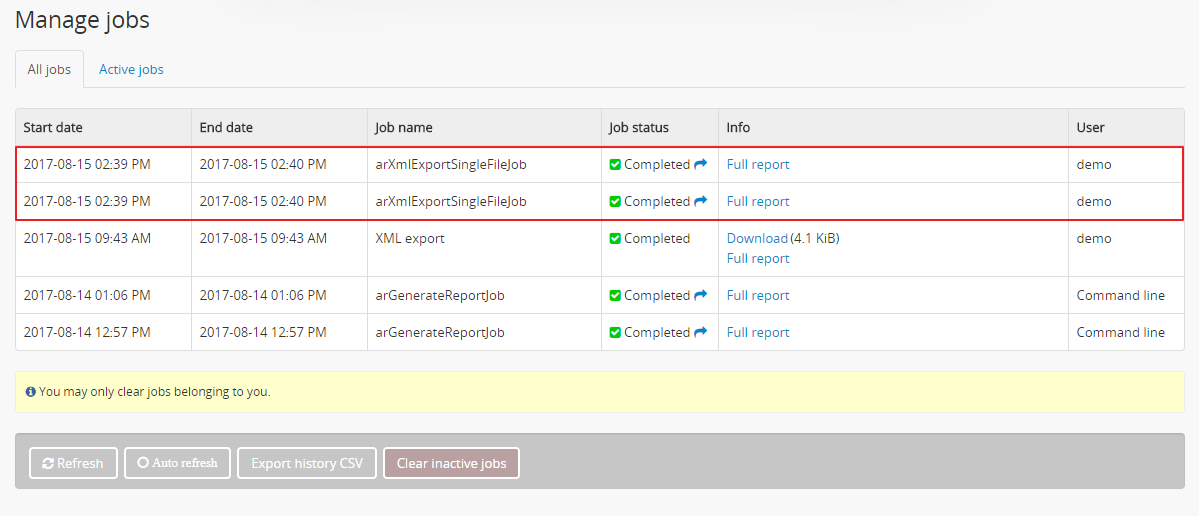 Manage jobs
All jobs Active jobs
Start date End date Job name Job status Info User
2017-08-15 02:39 PM 2017-08-15 02:40 PM arXmlExportSingleFileJob Completed Full report demo
2017-08-15 02:39 PM 2017-08-15 02:40 PM arXmlExportSingleFileJob Completed Full report demo
2017-08-15 09:43 AM 2017-08-15 09:43 AM XML export Completed Download (4.1 KiB) demo
Full report
2017-08-14 01:06 PM 2017-08-14 01:06 PM arGenerateReportJob Completed Full report Command line
2017-08-14 12:57 PM 2017-08-14 12:57 PM arGenerateReportJob Completed Full report Command line
You may only clear jobs belonging to you.
Refresh Auto refresh Export history CSV Clear inactive jobs